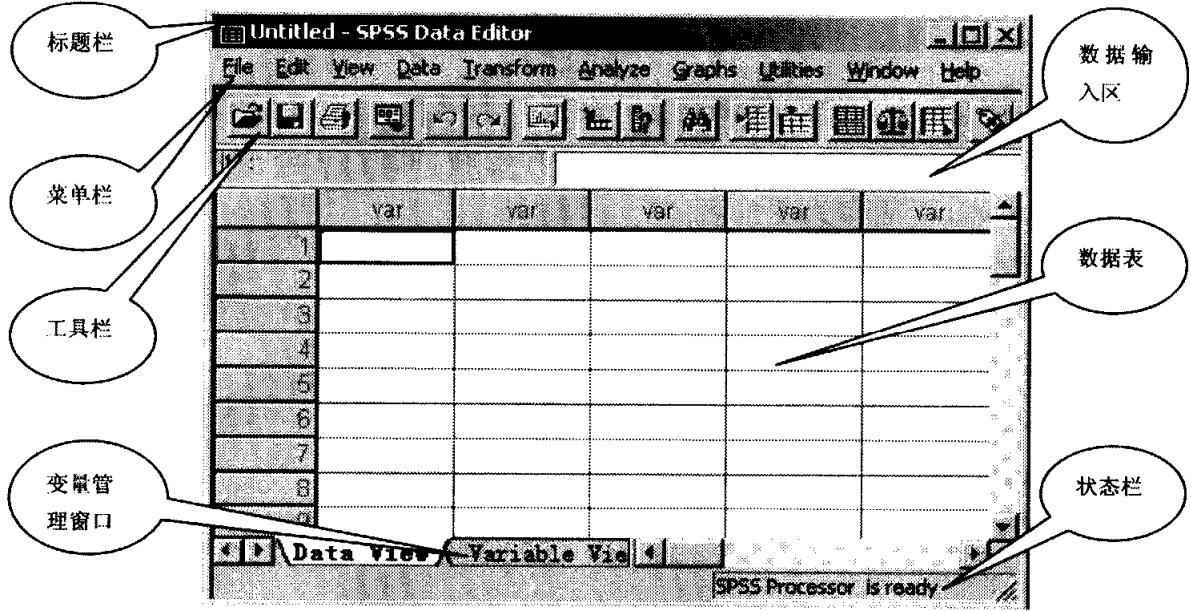 标题栏
Untitled - SPSS Data Editor
数据输
入区
File Edit View Data Transform Analyze Graphs Utilities Window Help
菜单栏
var var var var var
1
2
数据表
3
工具栏
4
5
6
7
变量管
理窗口
8
状态栏
9
Data View Variable Vie
SPSS Processor is ready